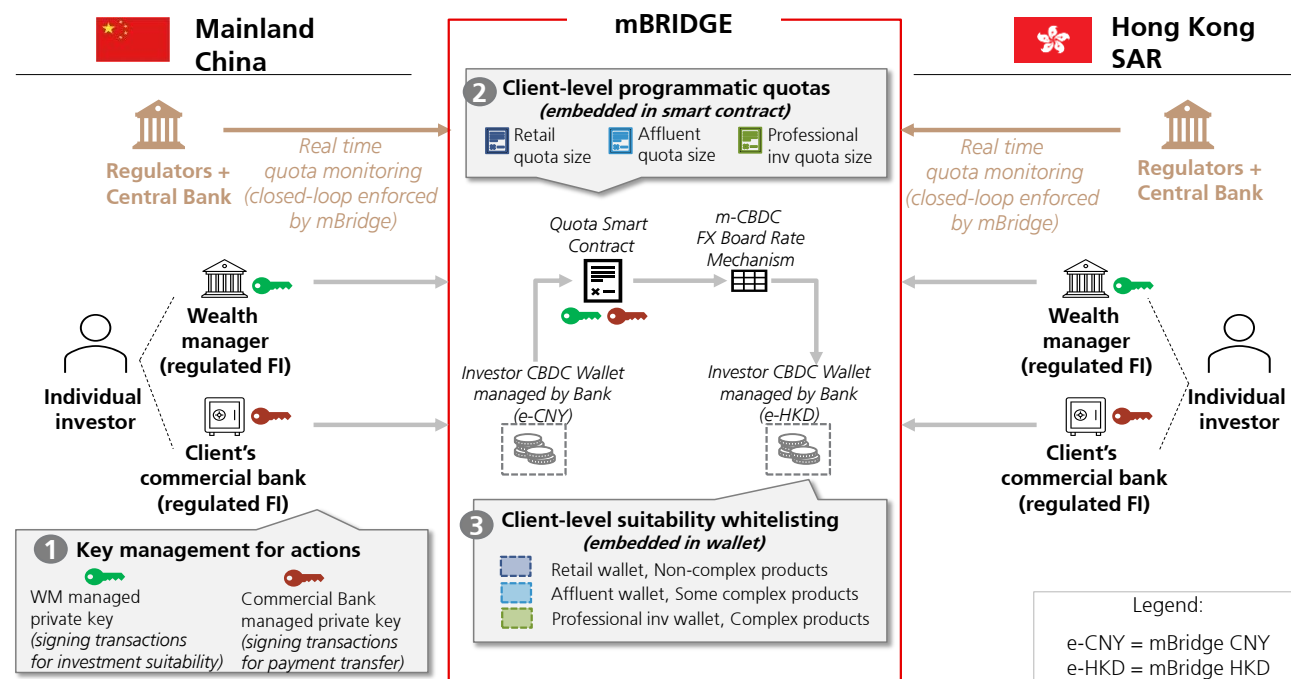 Mainland
China
mBRIDGE
Hong Kong
SAR
2 Client-level programmatic quotas
(embedded in smart contract)
Retail
quota size
Affluent
quota size
Professional
inv quota size
Regulators +
Central Bank
Real time
quota monitoring
(closed-loop enforced
by mBridge)
Real time
quota monitoring
(closed-loop enforced
by mBridge)
Regulators +
Central Bank
Quota Smart
Contract
m-CBDC
FX Board Rate
Mechanism
Individual
investor
Wealth
manager
(regulated FI)
Client's
commercial bank
(regulated FI)
Investor CBDC Wallet
managed by Bank
(e-CNY)
Investor CBDC Wallet
managed by Bank
(e-HKD)
Wealth
manager
(regulated FI)
Client's
commercial bank
(regulated FI)
Individual
investor
1 Key management for actions
WM managed
private key
(signing transactions
for investment suitability)
Commercial Bank
managed private key
(signing transactions
for payment transfer)
3 Client-level suitability whitelisting
(embedded in wallet)
Retail wallet, Non-complex products
Affluent wallet, Some complex products
Professional inv wallet, Complex products
Legend:
e-CNY = mBridge CNY
e-HKD = mBridge HKD